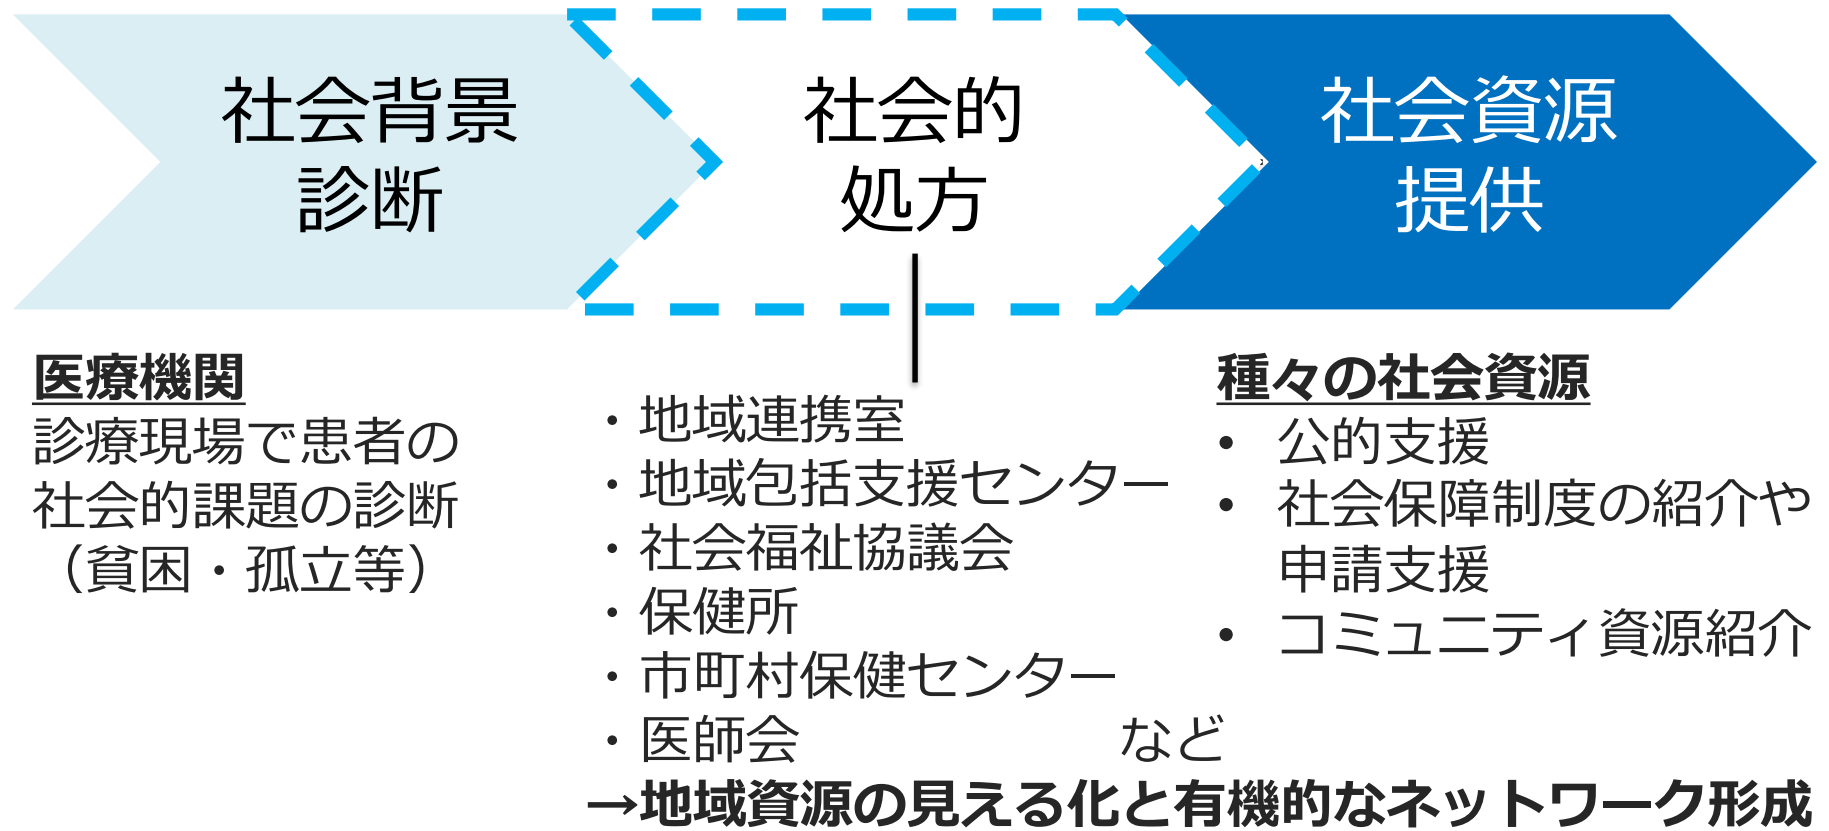 社会背景
診断
社会的
処方
社会資源
提供
医療機関
診療現場で患者の
社会的課題の診断
（貧困・孤立等）
・地域連携室
・地域包括支援センター
・社会福祉協議会
・保健所
・市町村保健センター
・医師会 など
→地域資源の見える化と有機的なネットワーク形成
種々の社会資源
• 公的支援
• 社会保障制度の紹介や
申請支援
• コミュニティ資源紹介